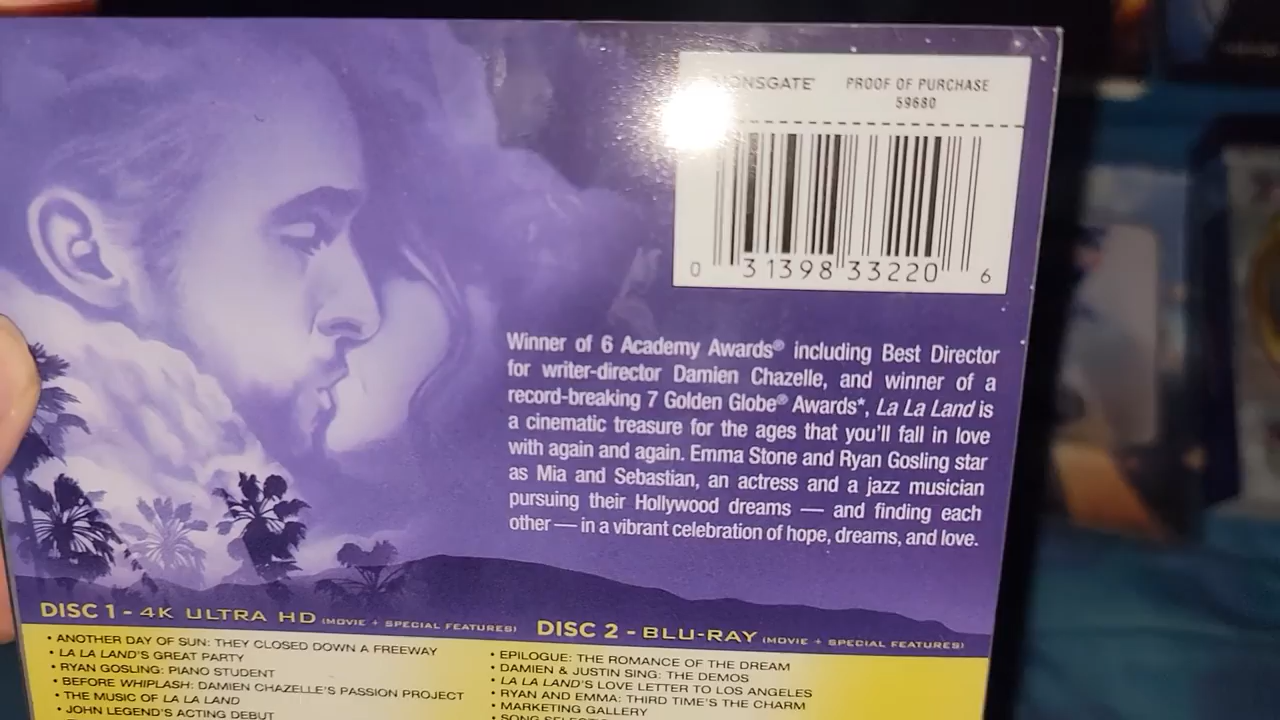 LIONSGATE PROOF OF PURCHASE
59680
0 31398 33220 6
Winner of 6 Academy Awards® including Best Director
for writer-director Damien Chazelle, and winner of a
record-breaking 7 Golden Globe® Awards*, La La Land is
a cinematic treasure for the ages that you'll fall in love
with again and again. Emma Stone and Ryan Gosling star
as Mia and Sebastian, an actress and a jazz musician
pursuing their Hollywood dreams — and finding each
other — in a vibrant celebration of hope, dreams, and love.
DISC 1 - 4K ULTRA HD (MOVIE + SPECIAL FEATURES)
• ANOTHER DAY OF SUN: THEY CLOSED DOWN A FREEWAY
• LA LA LAND'S GREAT PARTY
• RYAN GOSLING: PIANO STUDENT
• BEFORE WHIPLASH: DAMIEN CHAZELLE'S PASSION PROJECT
• THE MUSIC OF LA LA LAND
• JOHN LEGEND'S ACTING DEBUT
DISC 2 - BLU-RAY (MOVIE + SPECIAL FEATURES)
• EPILOGUE: THE ROMANCE OF THE DREAM
• DAMIEN & JUSTIN SING: THE DEMOS
• LA LA LAND'S LOVE LETTER TO LOS ANGELES
• RYAN AND EMMA: THIRD TIME'S THE CHARM
• MARKETING GALLERY